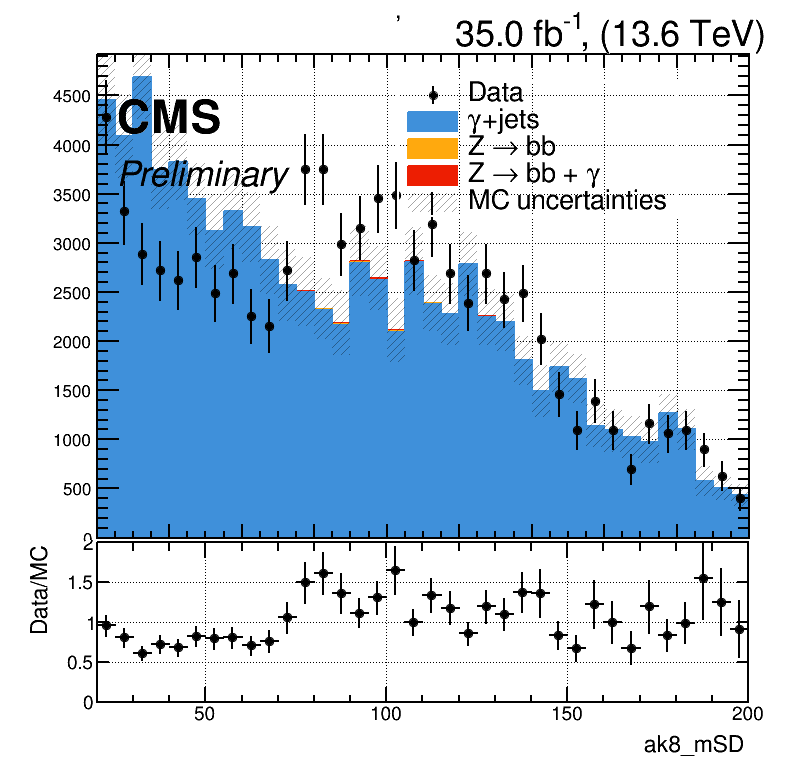 ,
35.0 fb⁻¹, (13.6 TeV)
CMS
Preliminary
Data
γ+jets
Z → bb
Z → bb + γ
MC uncertainties
4500
4000
3500
3000
2500
2000
1500
1000
500
0
Data/MC
2
1.5
1
0.5
0
50 100 150 200
ak8_mSD